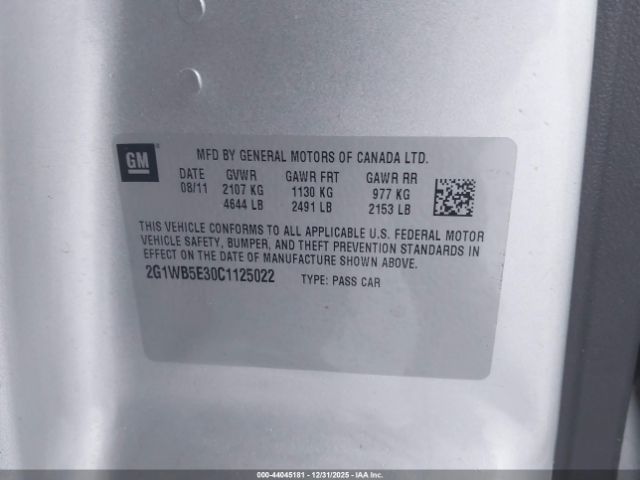 GM
MFD BY GENERAL MOTORS OF CANADA LTD.
DATE GVWR GAWR FRT GAWR RR
08/11 2107 KG 1130 KG 977 KG
4644 LB 2491 LB 2153 LB
THIS VEHICLE CONFORMS TO ALL APPLICABLE U.S. FEDERAL MOTOR
VEHICLE SAFETY, BUMPER, AND THEFT PREVENTION STANDARDS IN
EFFECT ON THE DATE OF MANUFACTURE SHOWN ABOVE.
2G1WB5E30C1125022 TYPE: PASS CAR
000-44045181 - 12/31/2025 - IAAI.com